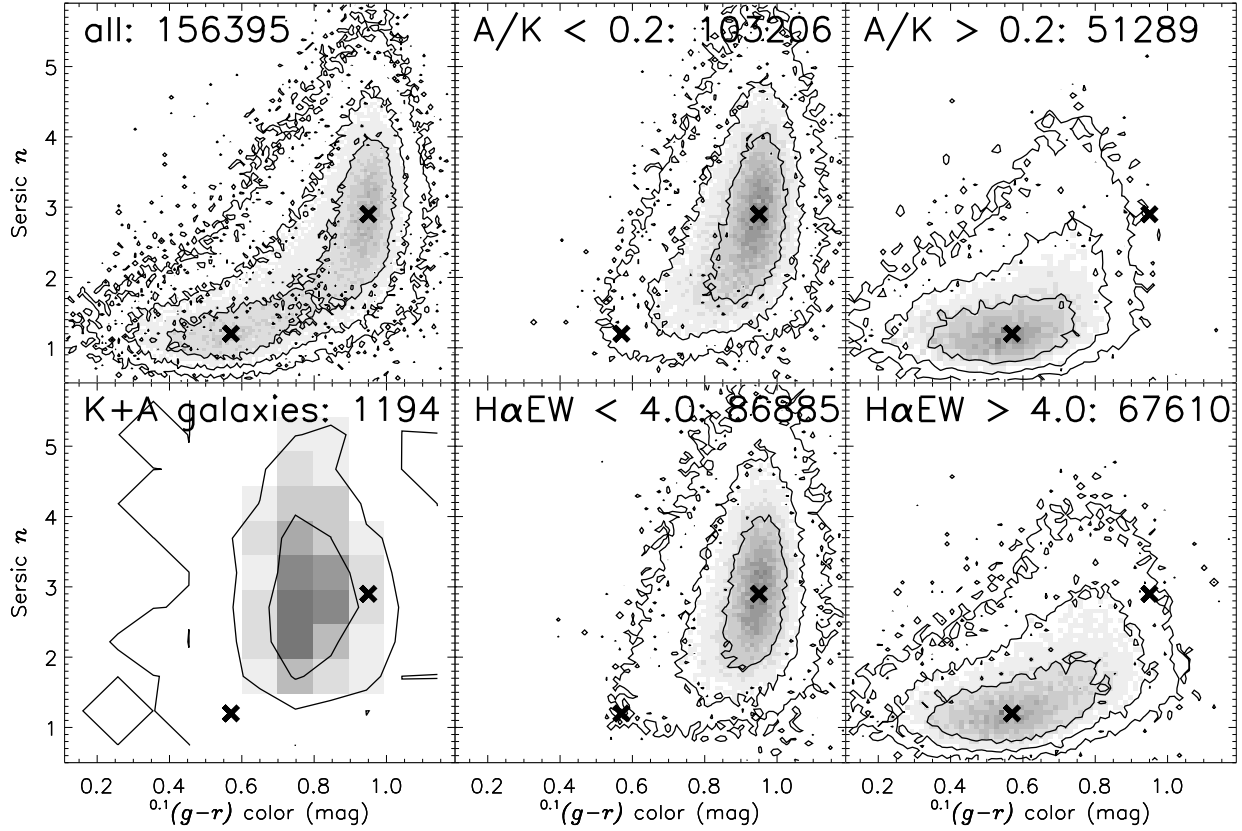 all: 156395
A/K < 0.2: 103206
A/K > 0.2: 51289
5
4
3
2
1
Sersic n
K+A galaxies: 1194
HαEW < 4.0: 86885
HαEW > 4.0: 67610
5
4
3
2
1
Sersic n
0.2 0.4 0.6 0.8 1.0
0.2 0.4 0.6 0.8 1.0
0.2 0.4 0.6 0.8 1.0
0.1(g-r) color (mag)
0.1(g-r) color (mag)
0.1(g-r) color (mag)